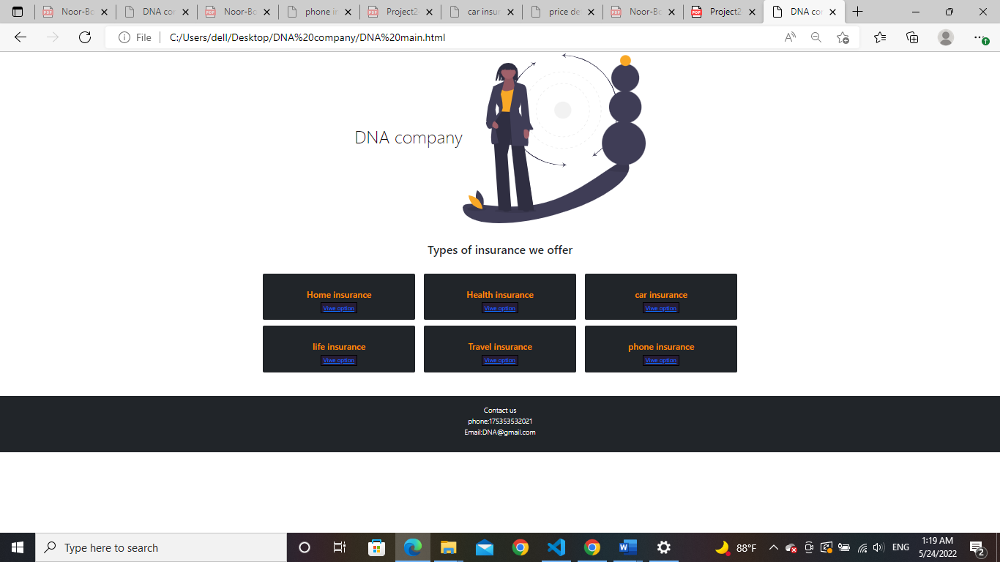 Noor-Bo
DNA cor
Noor-Bo
phone in
Project2
car insur
price de
Noor-Bo
Project2
DNA cor
File
C:/Users/dell/Desktop/DNA%20company/DNA%20main.html
DNA company
Types of insurance we offer
Home insurance
Viwe option
Health insurance
Viwe option
car insurance
Viwe option
life insurance
Viwe option
Travel insurance
Viwe option
phone insurance
Viwe option
Contact us
phone:175353532021
Email:DNA@gmail.com
Type here to search
88°F
ENG
1:19 AM
5/24/2022
2